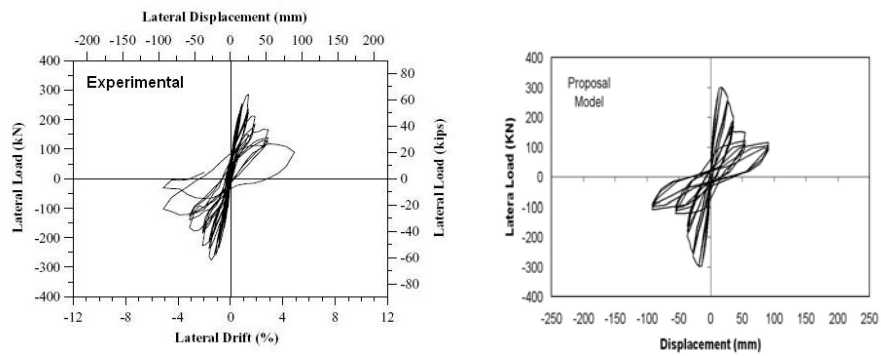 Lateral Displacement (mm)
-200 -150 -100 -50 0 50 100 150 200
400
300
200
100
0
-100
-200
-300
-400
Lateral Load (kN)
Experimental
80
60
40
20
0
-20
-40
-60
-80
Lateral Load (kips)
-12 -8 -4 0 4 8 12
Lateral Drift (%)
400
300
200
100
0
-100
-200
-300
-400
Latera Load (KN)
Proposal
Model
-250 -200 -150 -100 -50 0 50 100 150 200 250
Displacement (mm)